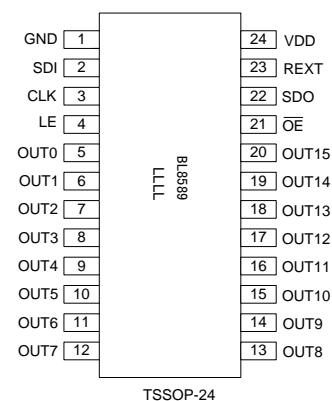 GND 1 24 VDD
SDI 2 23 REXT
CLK 3 22 SDO
LE 4 21 OE
OUT0 5 20 OUT15
OUT1 6 19 OUT14
OUT2 7 18 OUT13
OUT3 8 17 OUT12
OUT4 9 16 OUT11
OUT5 10 15 OUT10
OUT6 11 14 OUT9
OUT7 12 13 OUT8
BL8589
LLLL
TSSOP-24